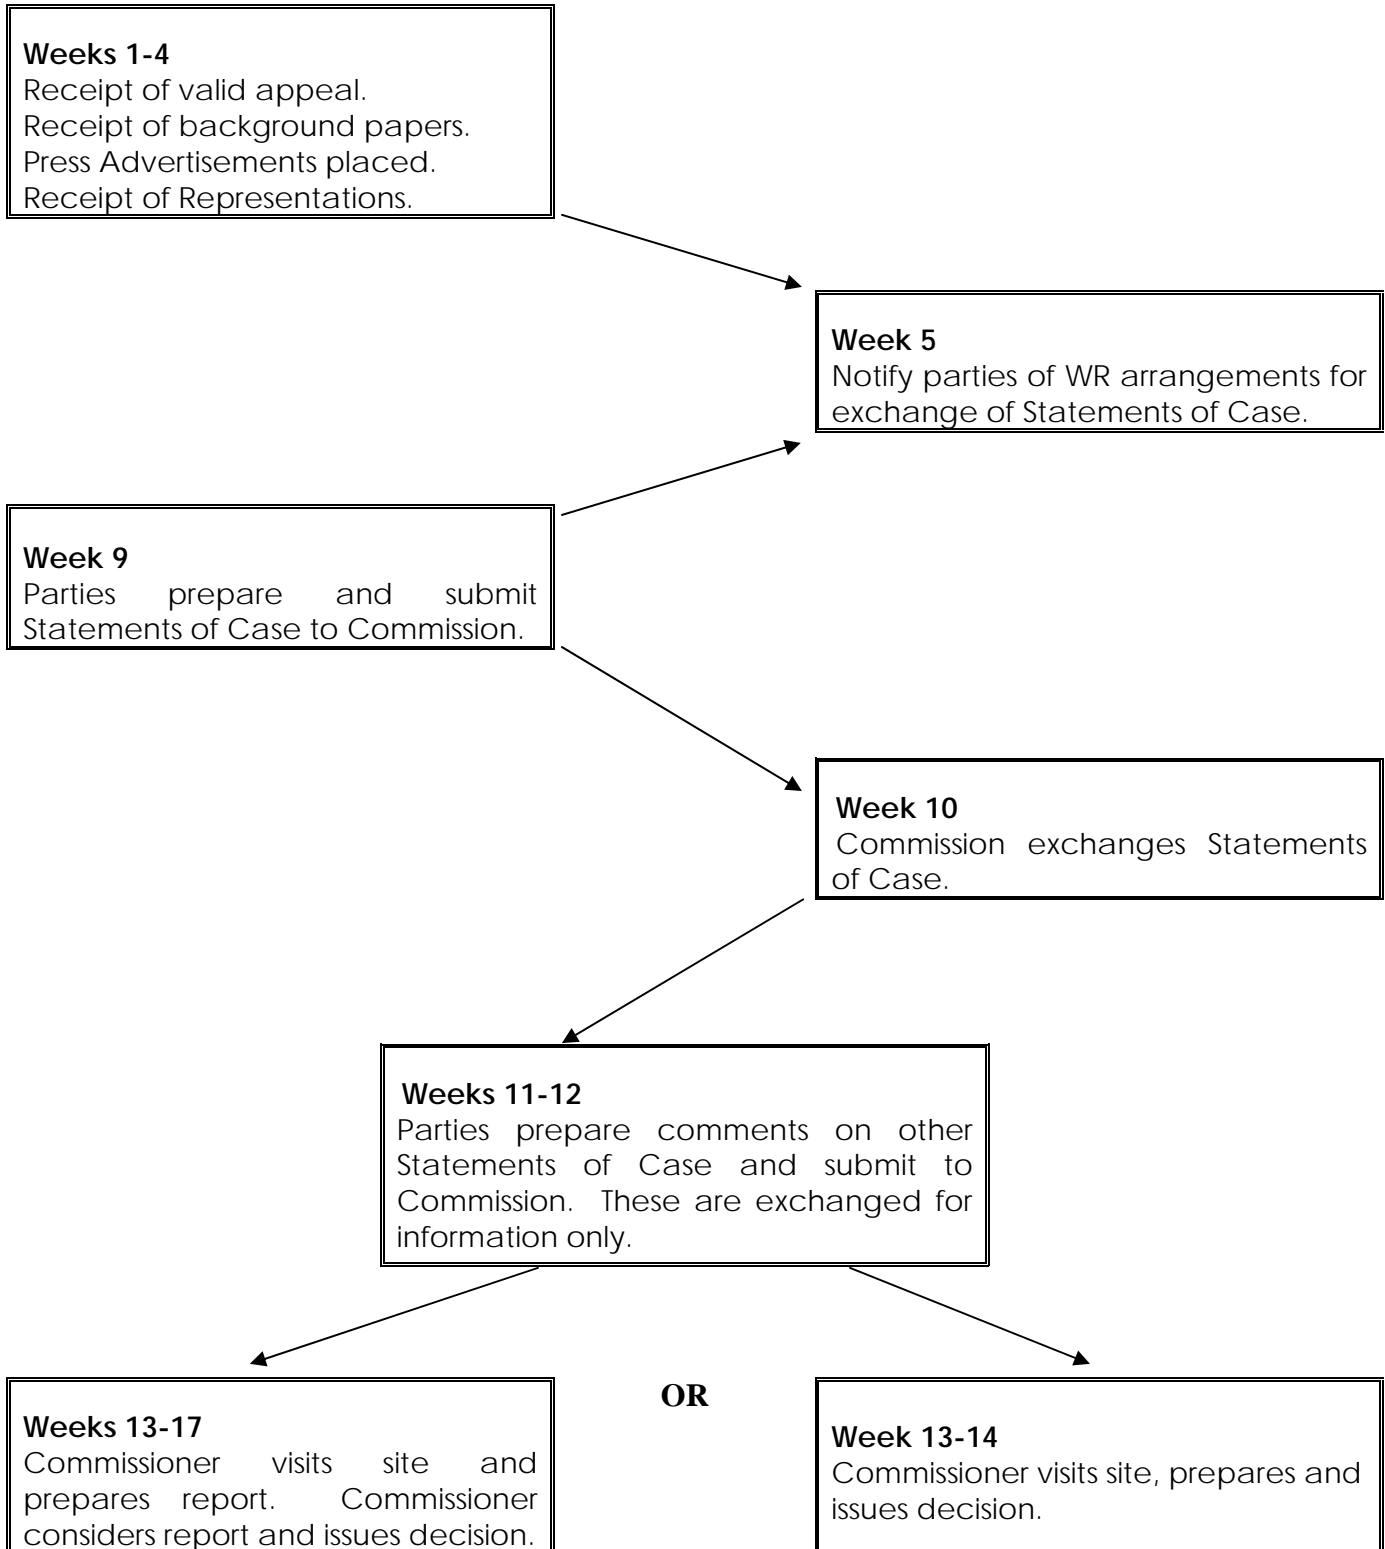 Weeks 1-4
Receipt of valid appeal.
Receipt of background papers.
Press Advertisements placed.
Receipt of Representations.
Week 5
Notify parties of WR arrangements for
exchange of Statements of Case.
Week 9
Parties prepare and submit
Statements of Case to Commission.
Week 10
Commission exchanges Statements
of Case.
Weeks 11-12
Parties prepare comments on other
Statements of Case and submit to
Commission. These are exchanged for
information only.
Weeks 13-17
Commissioner visits site and
prepares report. Commissioner
considers report and issues decision.
OR
Week 13-14
Commissioner visits site, prepares and
issues decision.